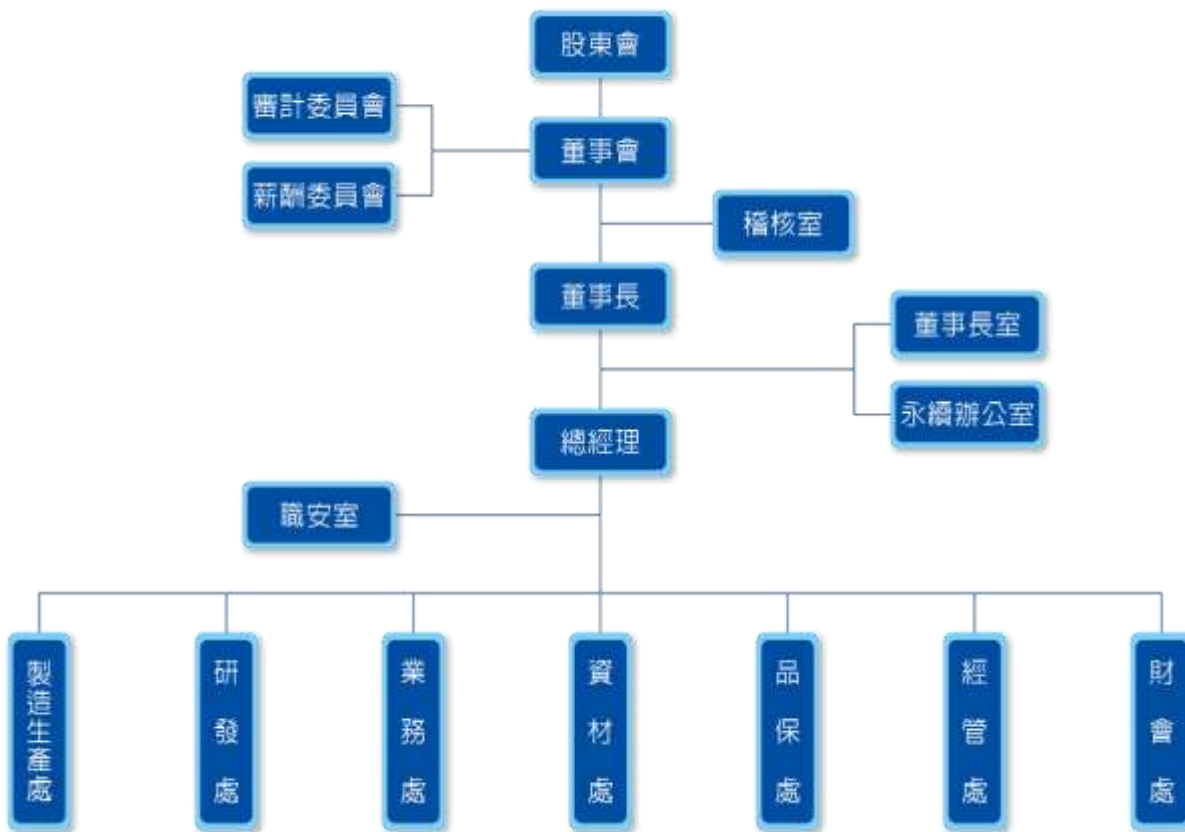 股東會
審計委員會
董事會
薪酬委員會
稽核室
董事長
董事長室
永續辦公室
總經理
職安室
製造生產處
研發處
業務處
資材處
品保處
經管處
財會處